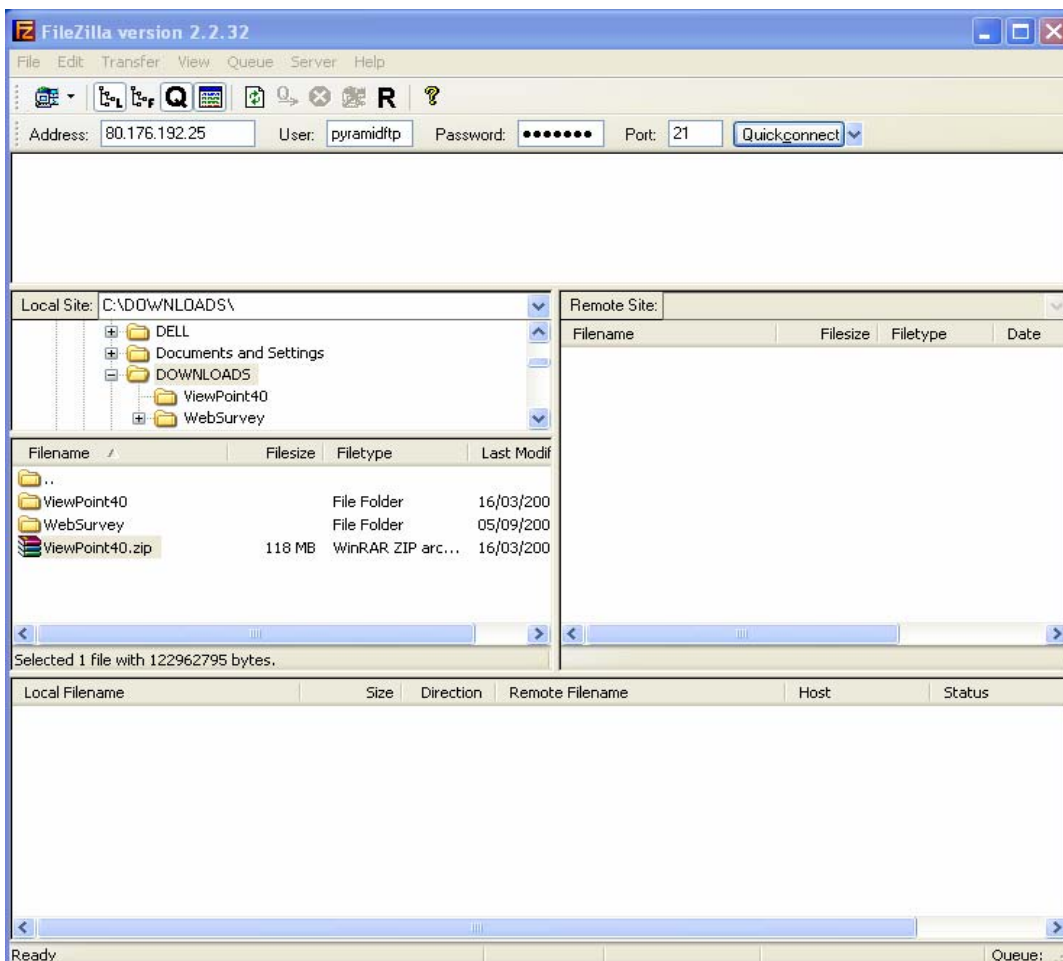 FileZilla version 2.2.32
File Edit Transfer View Queue Server Help
L F Q Q R ?
Address: 80.176.192.25 User: pyramidftp Password: ●●●●●●● Port: 21 Quickconnect
Local Site: C:\DOWNLOADS\
DELL
Documents and Settings
DOWNLOADS
ViewPoint40
WebSurvey
Remote Site:
Filename Filesize Filetype Date
Filename Filesize Filetype Last Modif
..
ViewPoint40 File Folder 16/03/200
WebSurvey File Folder 05/09/200
ViewPoint40.zip 118 MB WinRAR ZIP arc... 16/03/200
Selected 1 file with 122962795 bytes.
Local Filename Size Direction Remote Filename Host Status
Ready Queue: